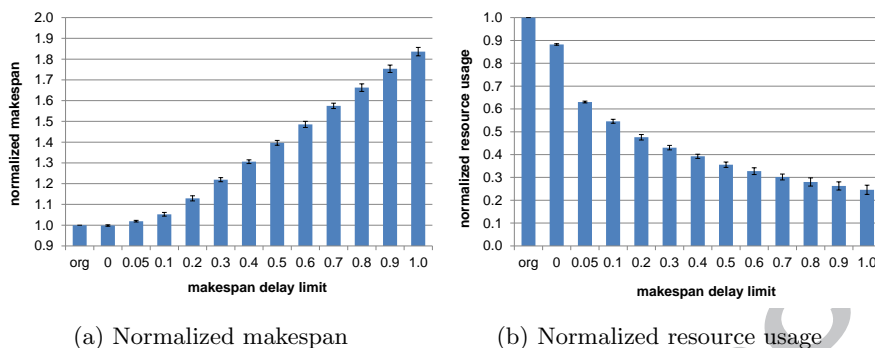 2.0
1.9
1.8
1.7
1.6
1.5
1.4
1.3
1.2
1.1
1.0
0.9
normalized makespan
org 0 0.05 0.1 0.2 0.3 0.4 0.5 0.6 0.7 0.8 0.9 1.0
makespan delay limit
(a) Normalized makespan
1.0
0.9
0.8
0.7
0.6
0.5
0.4
0.3
0.2
0.1
0.0
normalized resource usage
org 0 0.05 0.1 0.2 0.3 0.4 0.5 0.6 0.7 0.8 0.9 1.0
makespan delay limit
(b) Normalized resource usage